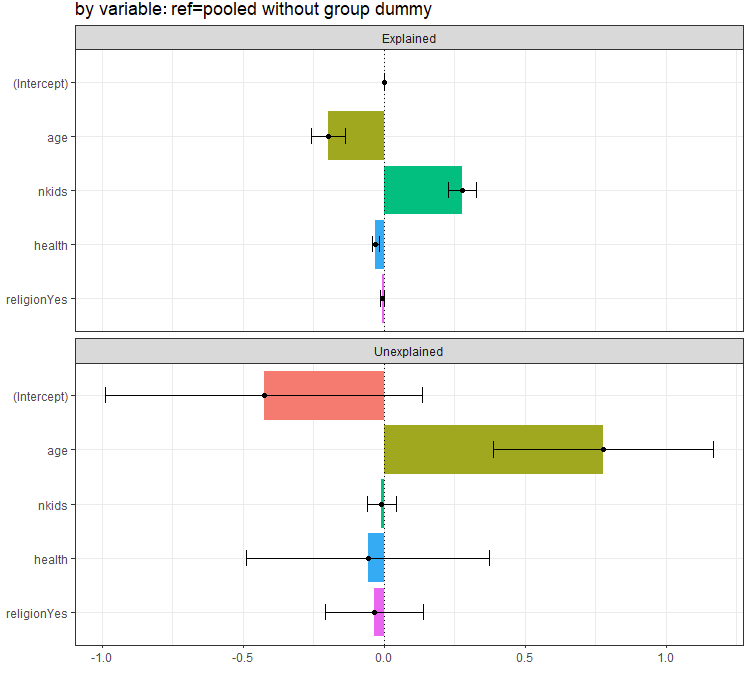 by variable: ref=pooled without group dummy
Explained
(Intercept)
age
nkids
health
religionYes
Unexplained
(Intercept)
age
nkids
health
religionYes
-1.0 -0.5 0.0 0.5 1.0